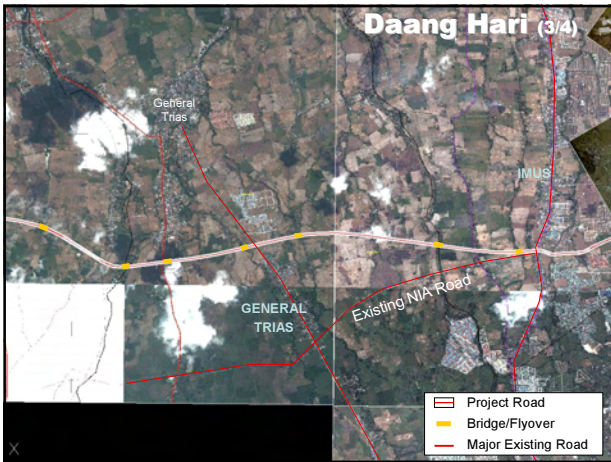 Daang Hari (3/4)
General
Trias
IMUS
GENERAL
TRIAS
Existing NIA Road
Project Road
Bridge/Flyover
Major Existing Road
X